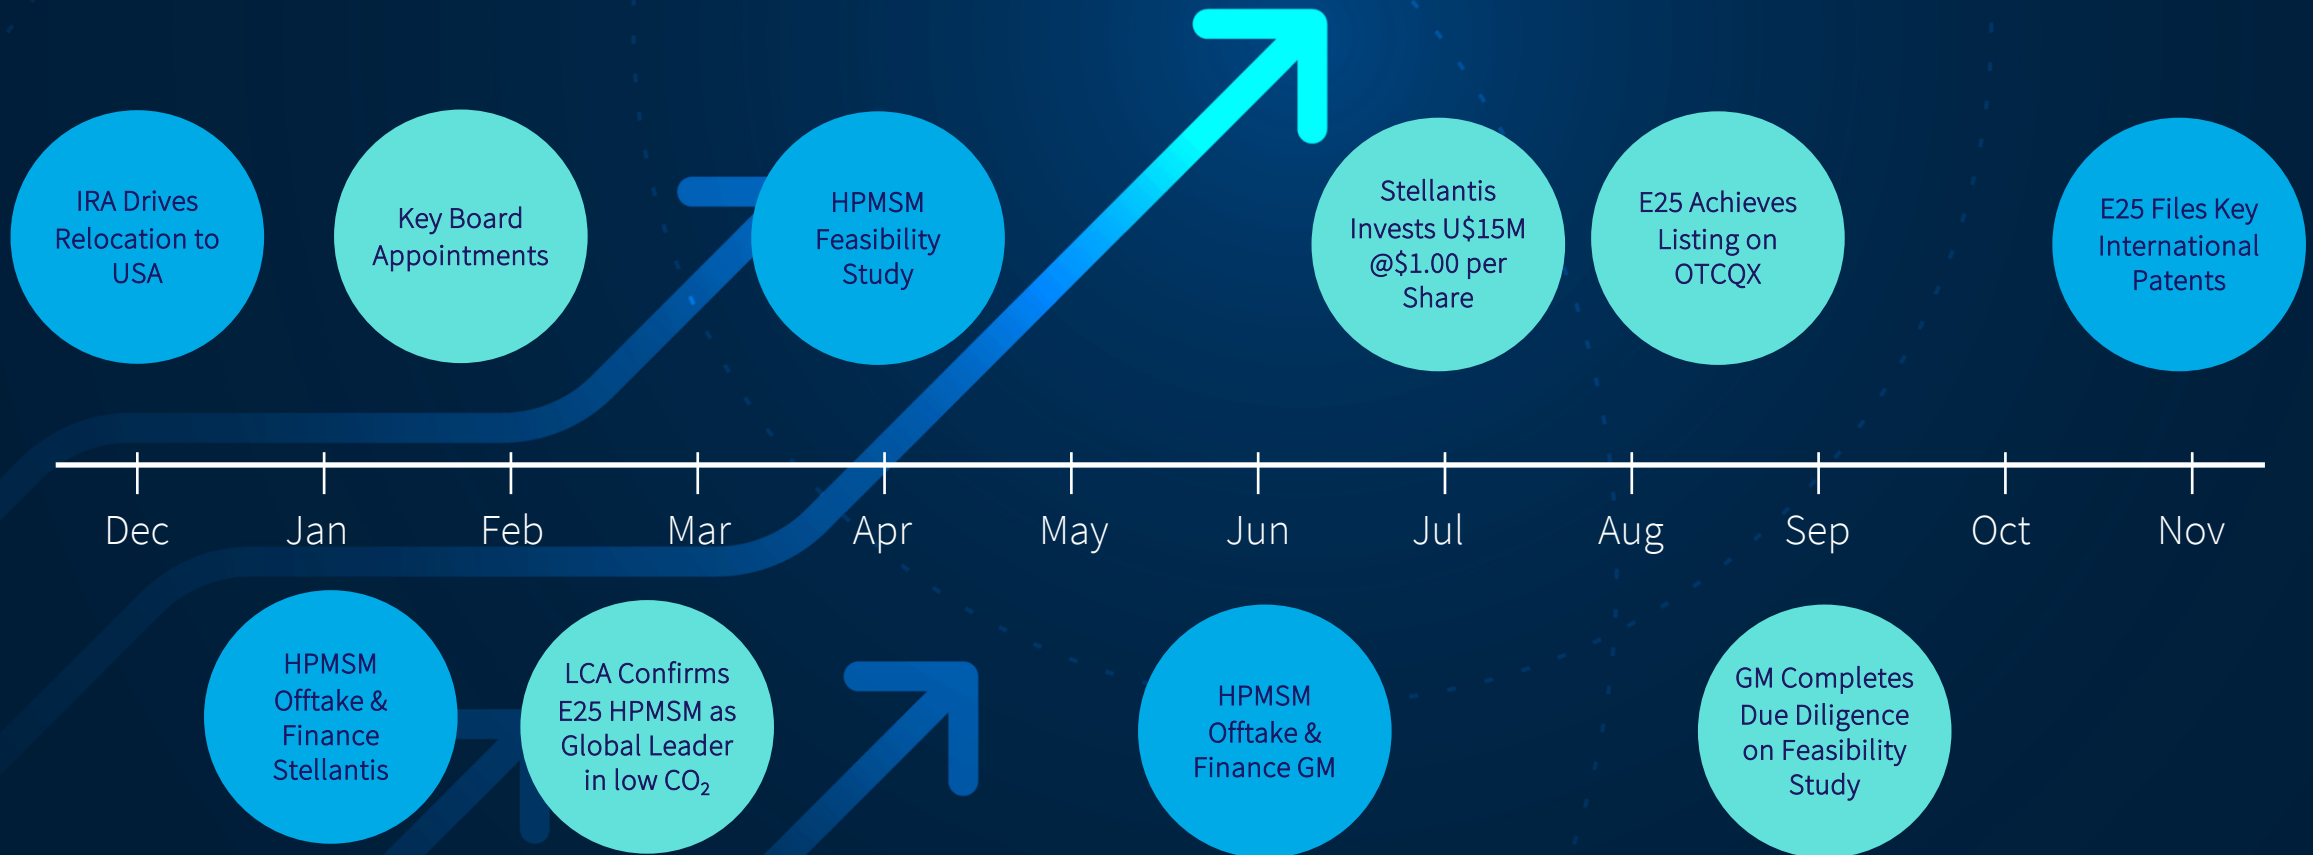 IRA Drives
Relocation to
USA
Key Board
Appointments
HPMSM
Feasibility
Study
Stellantis
Invests U$15M
@$1.00 per
Share
E25 Achieves
Listing on
OTCQX
E25 Files Key
International
Patents
Dec Jan Feb Mar Apr May Jun Jul Aug Sep Oct Nov
HPMSM
Offtake &
Finance
Stellantis
LCA Confirms
E25 HPMSM as
Global Leader
in low CO₂
HPMSM
Offtake &
Finance GM
GM Completes
Due Diligence
on Feasibility
Study